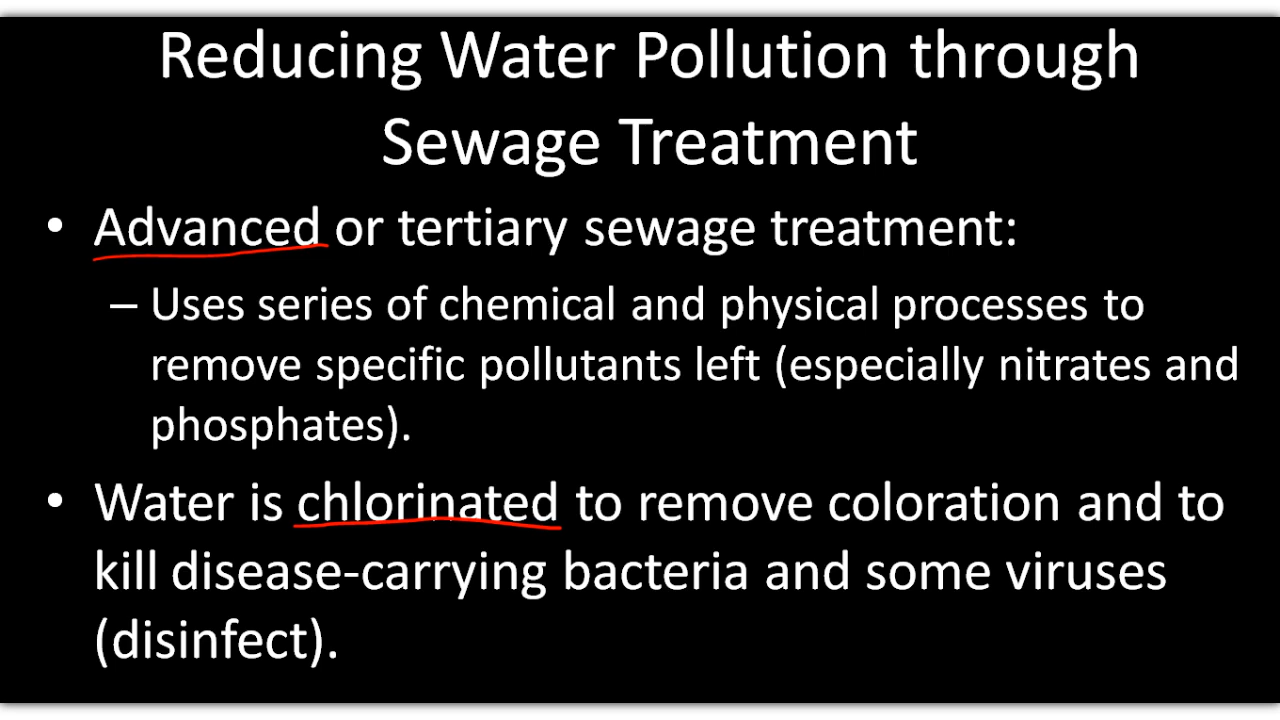 Reducing Water Pollution through
Sewage Treatment
• Advanced or tertiary sewage treatment:
– Uses series of chemical and physical processes to
remove specific pollutants left (especially nitrates and
phosphates).
• Water is chlorinated to remove coloration and to
kill disease-carrying bacteria and some viruses
(disinfect).